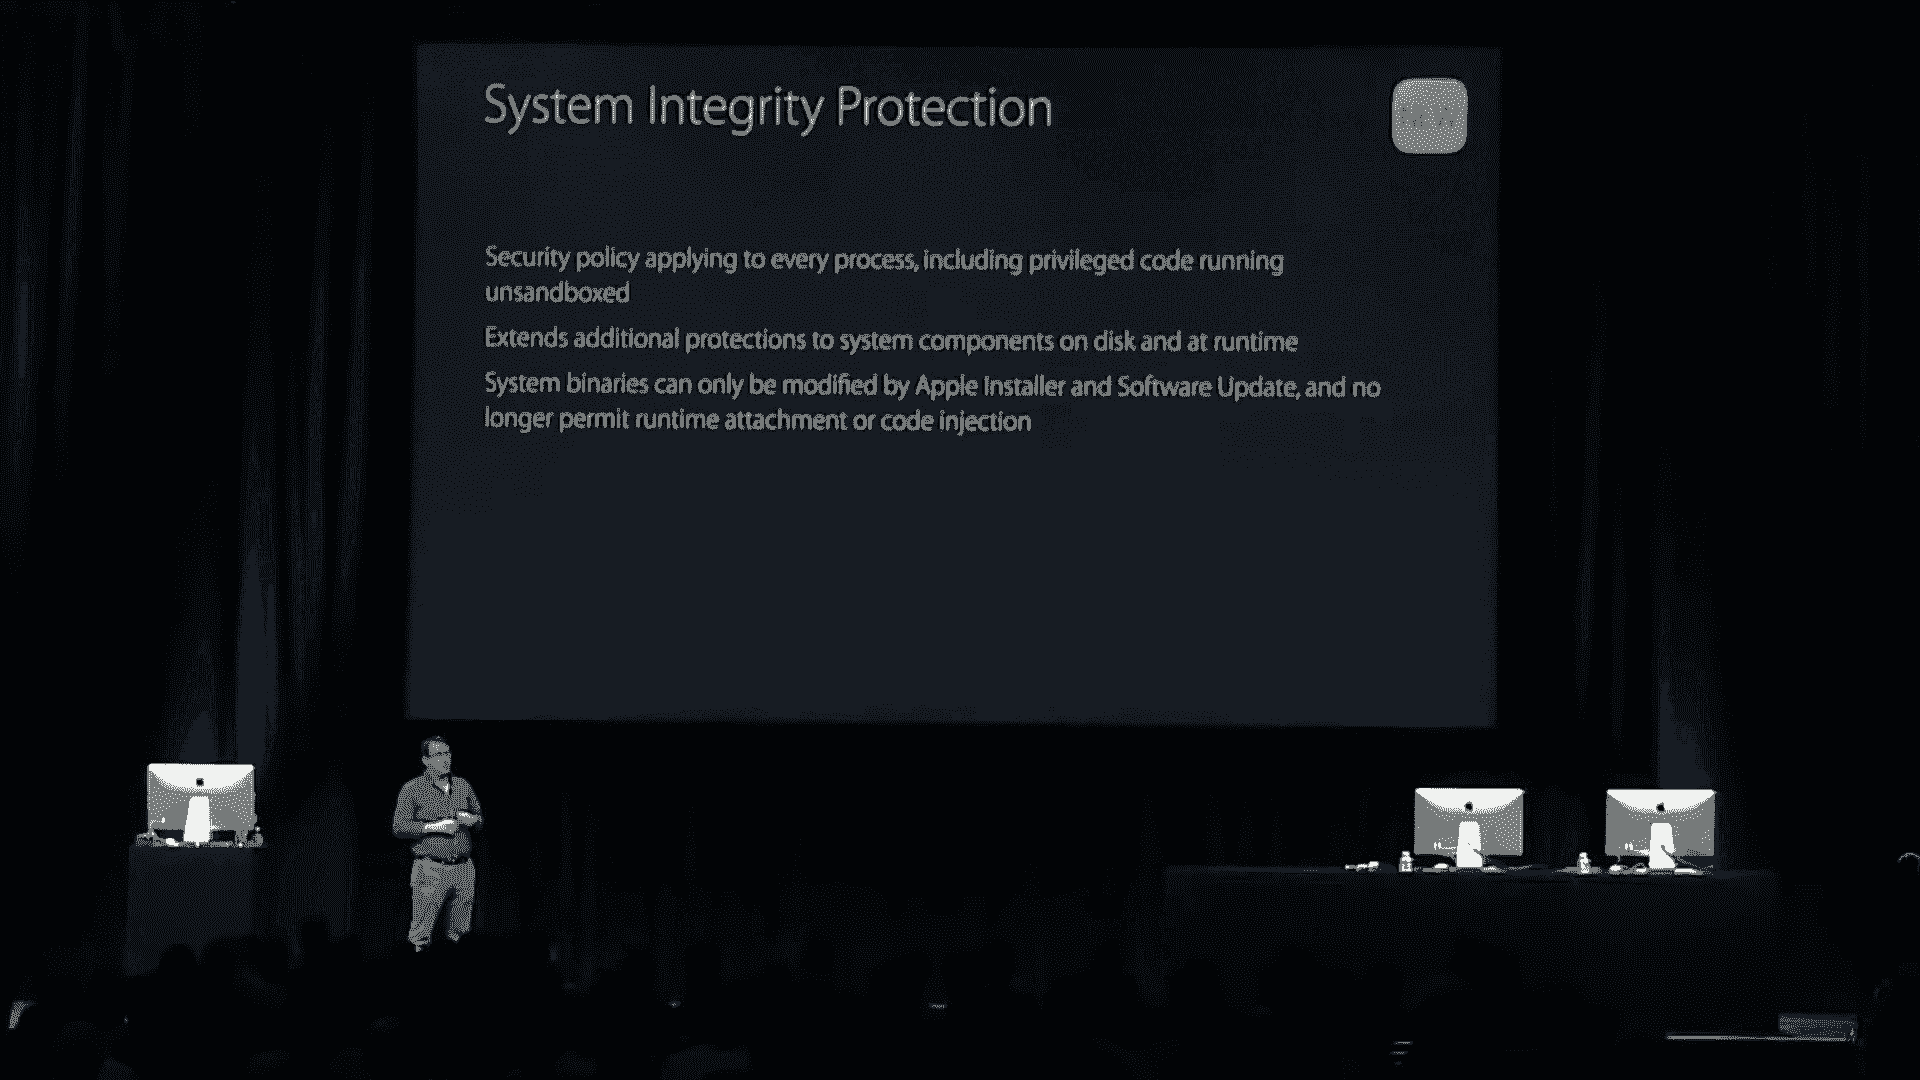 System Integrity Protection
Security policy applying to every process, including privileged code running
unsandboxed
Extends additional protections to system components on disk and at runtime
System binaries can only be modified by Apple Installer and Software Update, and no
longer permit runtime attachment or code injection